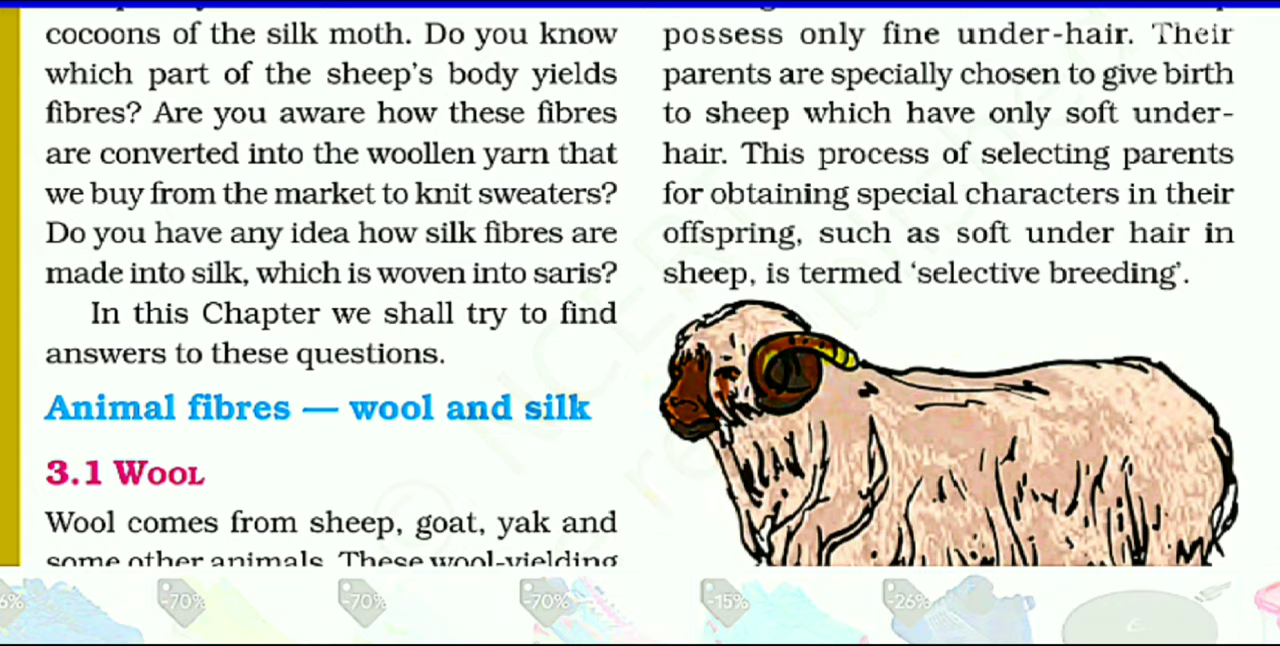 cocoons of the silk moth. Do you know
which part of the sheep's body yields
fibres? Are you aware how these fibres
are converted into the woollen yarn that
we buy from the market to knit sweaters?
Do you have any idea how silk fibres are
made into silk, which is woven into saris?
In this Chapter we shall try to find
answers to these questions.
Animal fibres — wool and silk
3.1 WOOL
Wool comes from sheep, goat, yak and
some other animals. These wool-yielding
possess only fine under-hair. Their
parents are specially chosen to give birth
to sheep which have only soft under-
hair. This process of selecting parents
for obtaining special characters in their
offspring, such as soft under hair in
sheep, is termed 'selective breeding'.
-70%
-70%
-70%
-15%
-26%